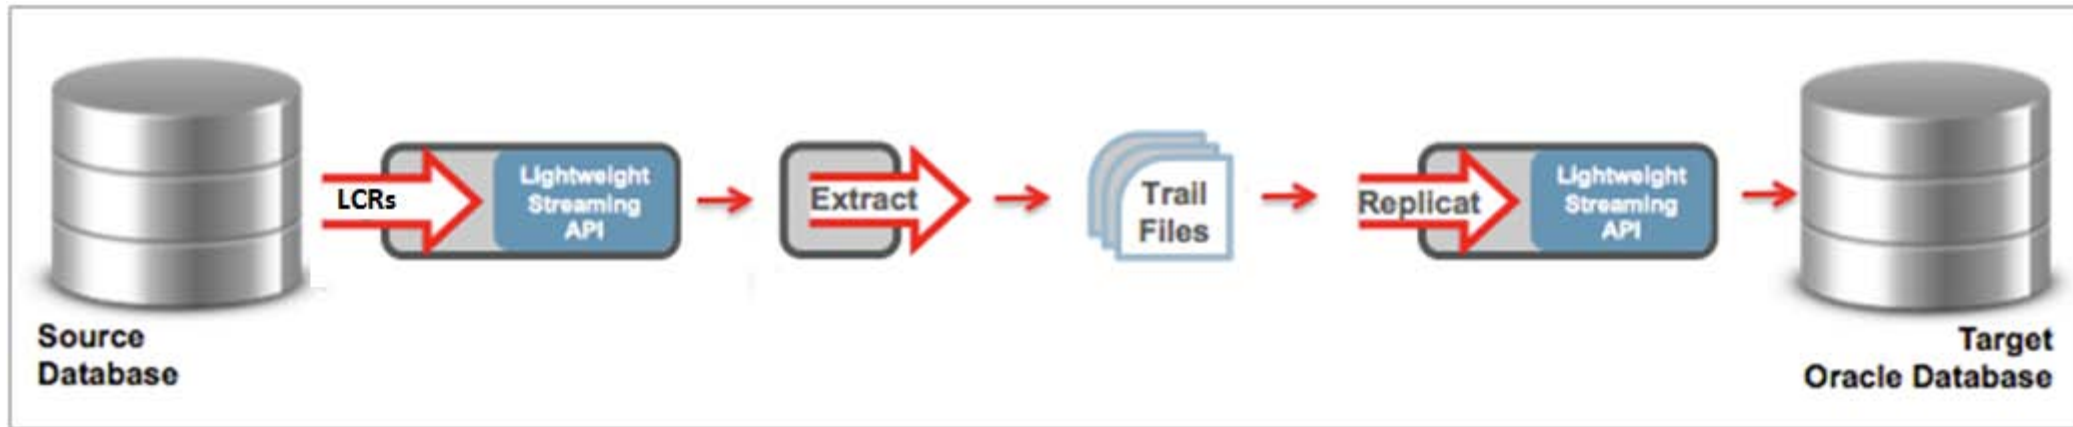 LCRs
Lightweight
Streaming
API
Extract
Trail
Files
Replicat
Lightweight
Streaming
API
Source
Database
Target
Oracle Database